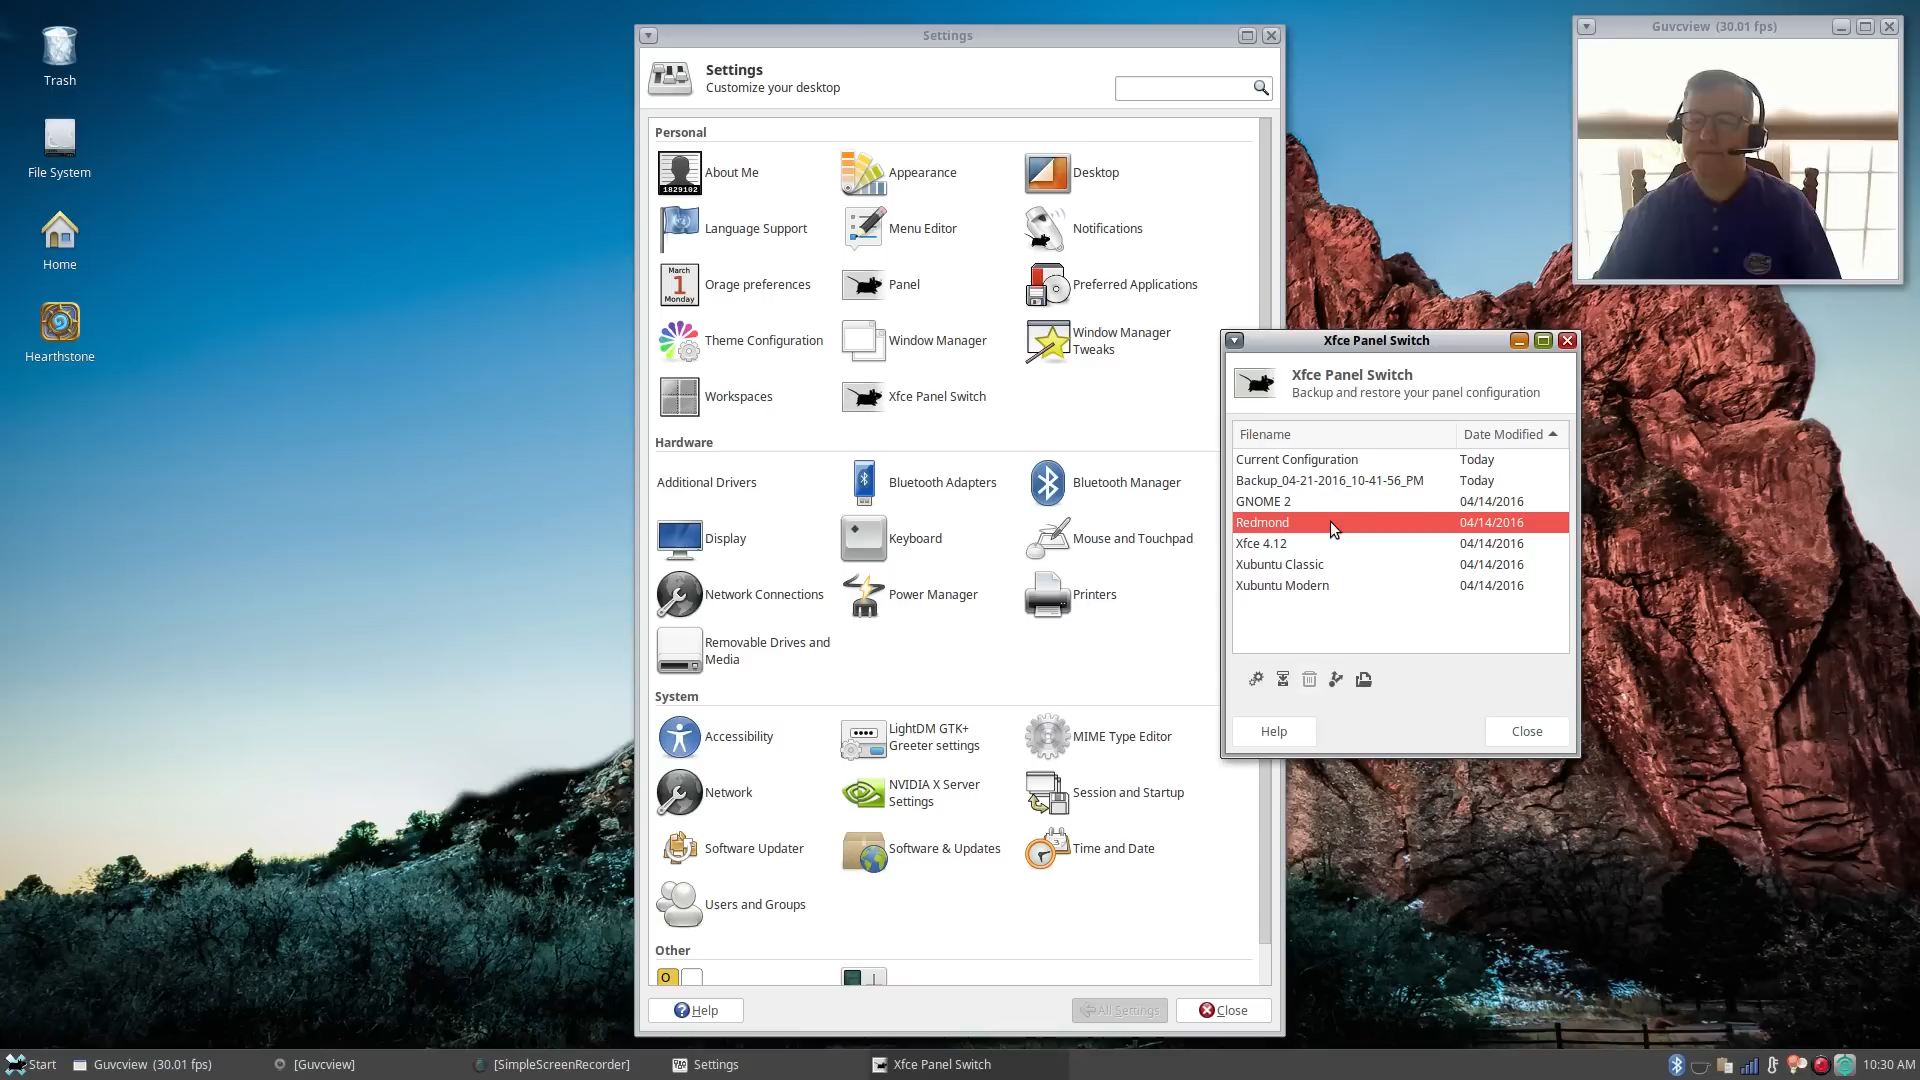 Trash
File System
Home
Hearthstone
Settings
Settings
Customize your desktop
Personal
About Me
Appearance
Desktop
Language Support
Menu Editor
Notifications
March
1
Monday
Orage preferences
Panel
Preferred Applications
Theme Configuration
Window Manager
Window Manager
Tweaks
Workspaces
Xfce Panel Switch
Hardware
Additional Drivers
Bluetooth Adapters
Bluetooth Manager
Display
Keyboard
Mouse and Touchpad
Network Connections
Power Manager
Printers
Removable Drives and
Media
System
Accessibility
LightDM GTK+
Greeter settings
MIME Type Editor
Network
NVIDIA X Server
Settings
Session and Startup
Software Updater
Software & Updates
Time and Date
Users and Groups
Other
Help
All Settings
Close
Guvcview (30.01 fps)
Xfce Panel Switch
Xfce Panel Switch
Backup and restore your panel configuration
Filename Date Modified
Current Configuration Today
Backup_04-21-2016_10-41-56_PM Today
GNOME 2 04/14/2016
Redmond 04/14/2016
Xfce 4.12 04/14/2016
Xubuntu Classic 04/14/2016
Xubuntu Modern 04/14/2016
Help
Close
Start
Guvcview (30.01 fps)
[Guvcview]
[SimpleScreenRecorder]
Settings
Xfce Panel Switch
10:30 AM